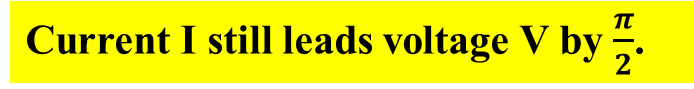 Current I still leads voltage V by π/2.